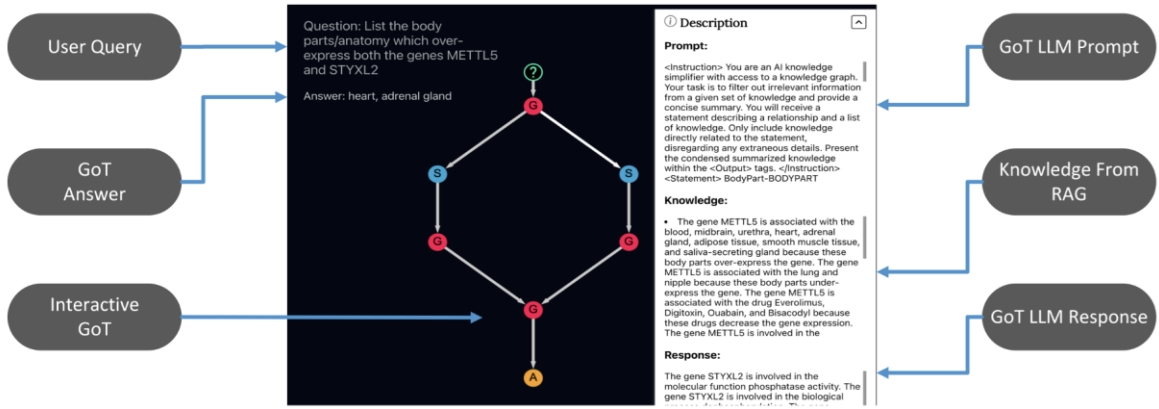 User Query
GoT
Answer
Interactive
GoT
Question: List the body
parts/anatomy which over-
express both the genes METTL5
and STYXL2
Answer: heart, adrenal gland
?
G
S
S
G
G
G
A
Description
Prompt:
<Instruction> You are an AI knowledge
simplifier with access to a knowledge graph.
Your task is to filter out irrelevant information
from a given set of knowledge and provide a
concise summary. You will receive a
statement describing a relationship and a list
of knowledge. Only include knowledge
directly related to the statement,
disregarding any extraneous details. Present
the condensed summarized knowledge
within the <Output> tags. </Instruction>
<Statement> BodyPart-BODYPART
Knowledge:
• The gene METTL5 is associated with the
blood, midbrain, urethra, heart, adrenal
gland, adipose tissue, smooth muscle tissue,
and saliva-secreting gland because these
body parts over-express the gene. The gene
METTL5 is associated with the lung and
nipple because these body parts under-
express the gene. The gene METTL5 is
associated with the drug Everolimus,
Digitoxin, Ouabain, and Bisacodyl because
these drugs decrease the gene expression.
The gene METTL5 is involved in the
Response:
The gene STYXL2 is involved in the
molecular function phosphatase activity. The
gene STYXL2 is involved in the biological
GoT LLM Prompt
Knowledge From
RAG
GoT LLM Response